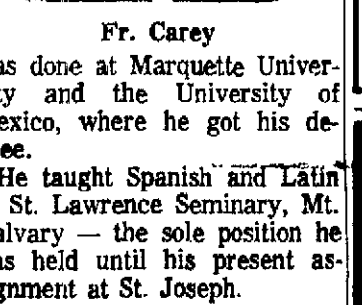 Fr. Carey
as done at Marquette Univer-
ty and the University of
exico, where he got his de-
ee.
He taught Spanish and Latin
St. Lawrence Seminary, Mt.
alvary — the sole position he
as held until his present as-
gnment at St. Joseph.